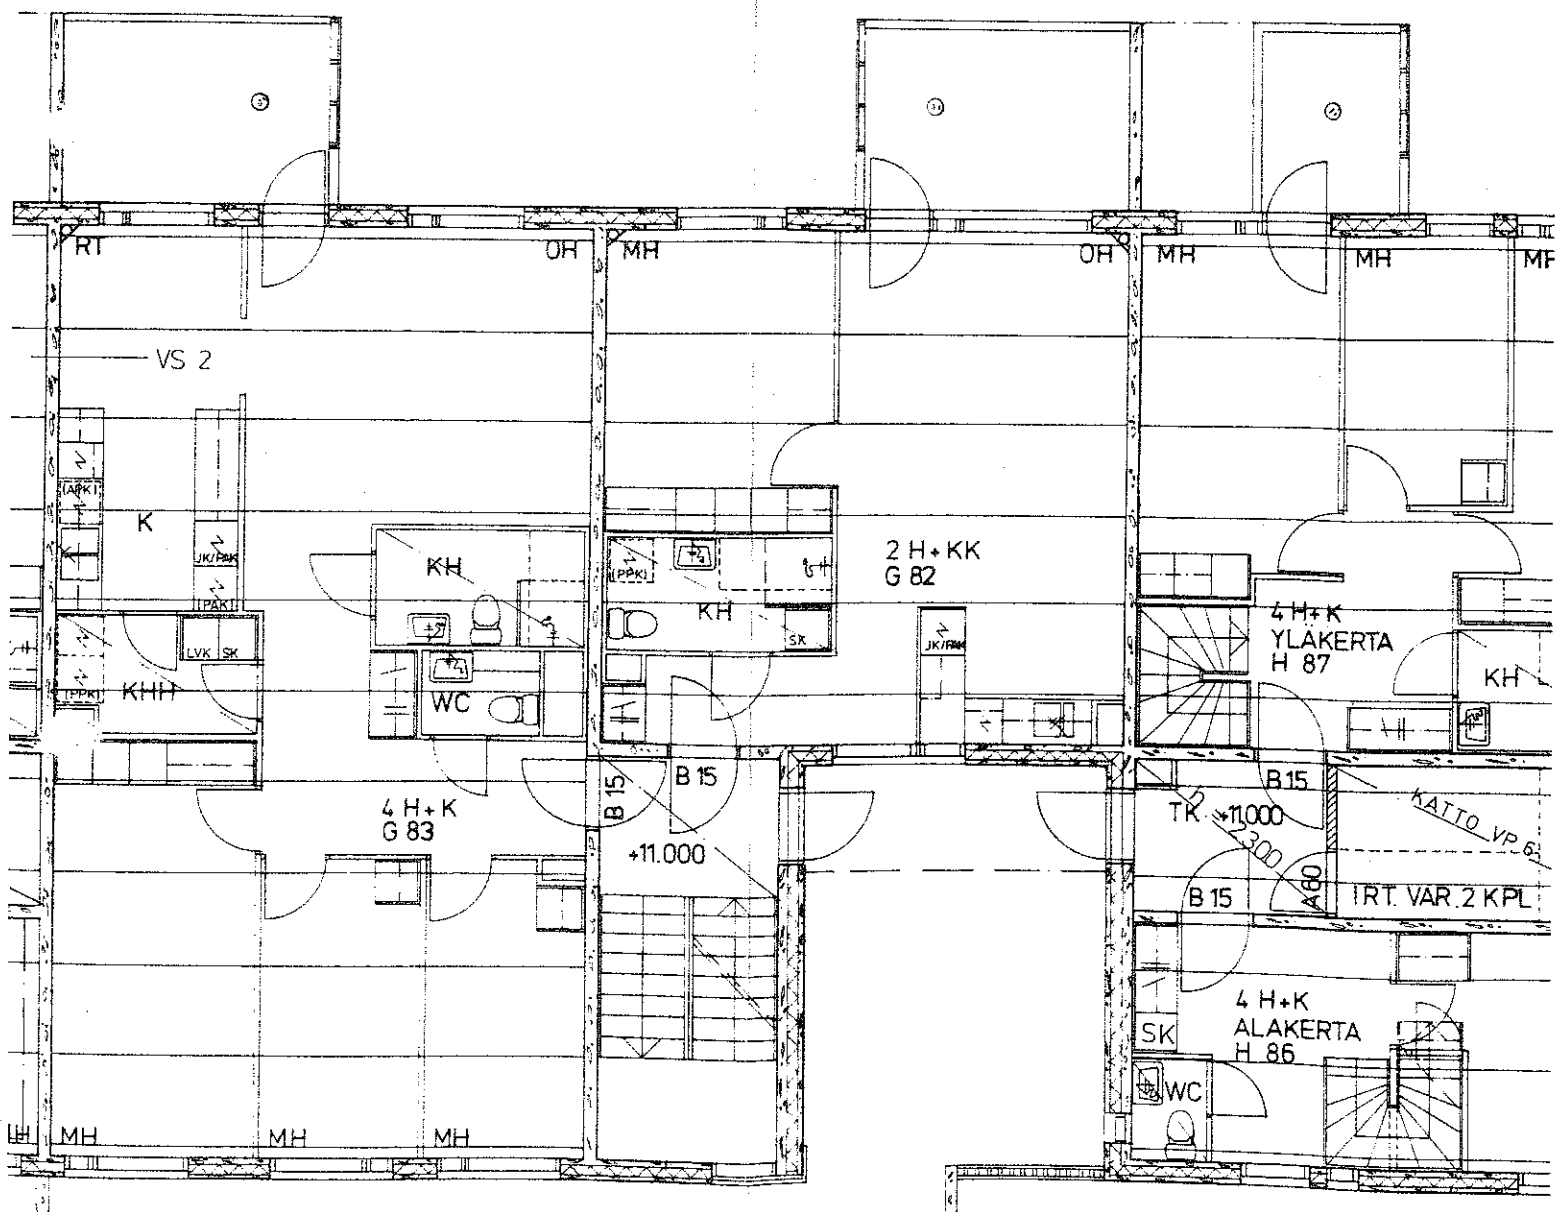 RT
OH
MH
OH
MH
MH
MH
VS 2
(APK)
K
JK/PAK
(PAK)
KH
(PPK)
KH
SK
2 H+KK
G 82
JK/PAK
4 H+K
YLÄKERTA
H 87
KH
LVK SK
(PPK)
KHH
WC
4 H+K
G 83
B 15
B 15
+11.000
B 15
TK +11.000
2300
A60
B 15
KATTO VP 6
IRT. VAR. 2 KPL
4 H+K
ALAKERTA
H 86
SK
WC
MH
MH
MH